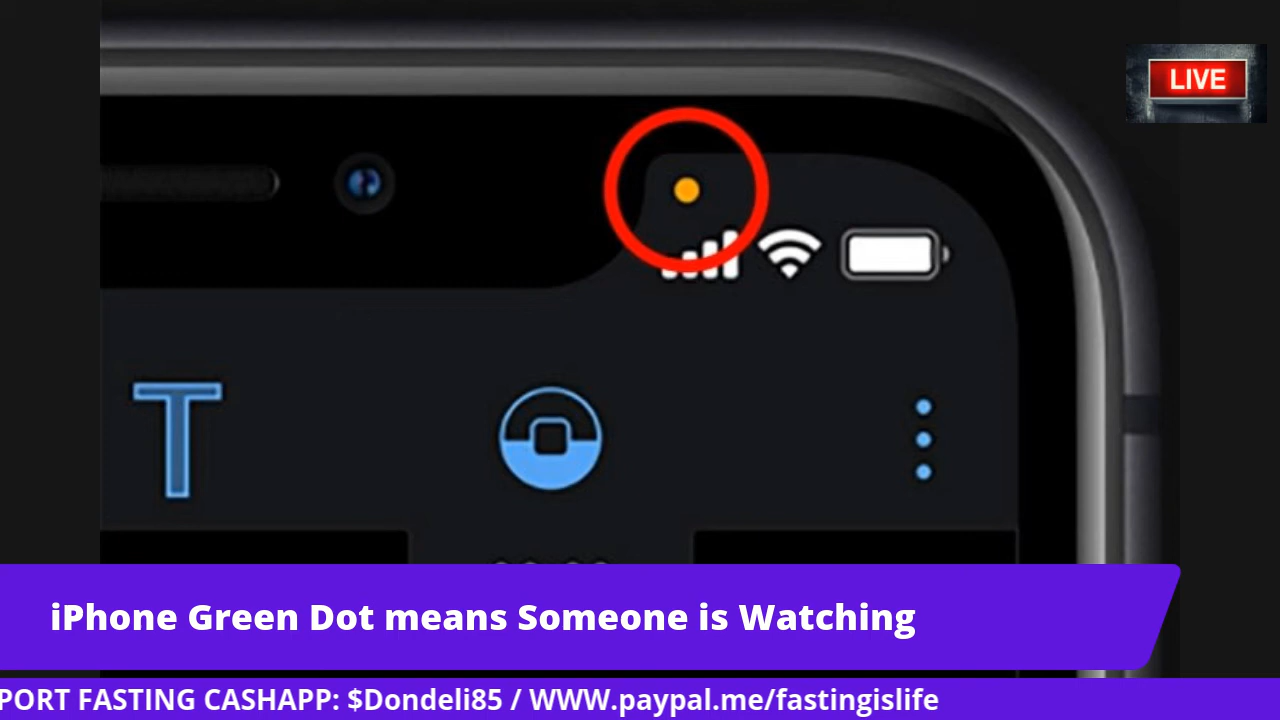 LIVE
T
iPhone Green Dot means Someone is Watching
PORT FASTING CASHAPP: $Dondeli85 / WWW.paypal.me/fastingislife